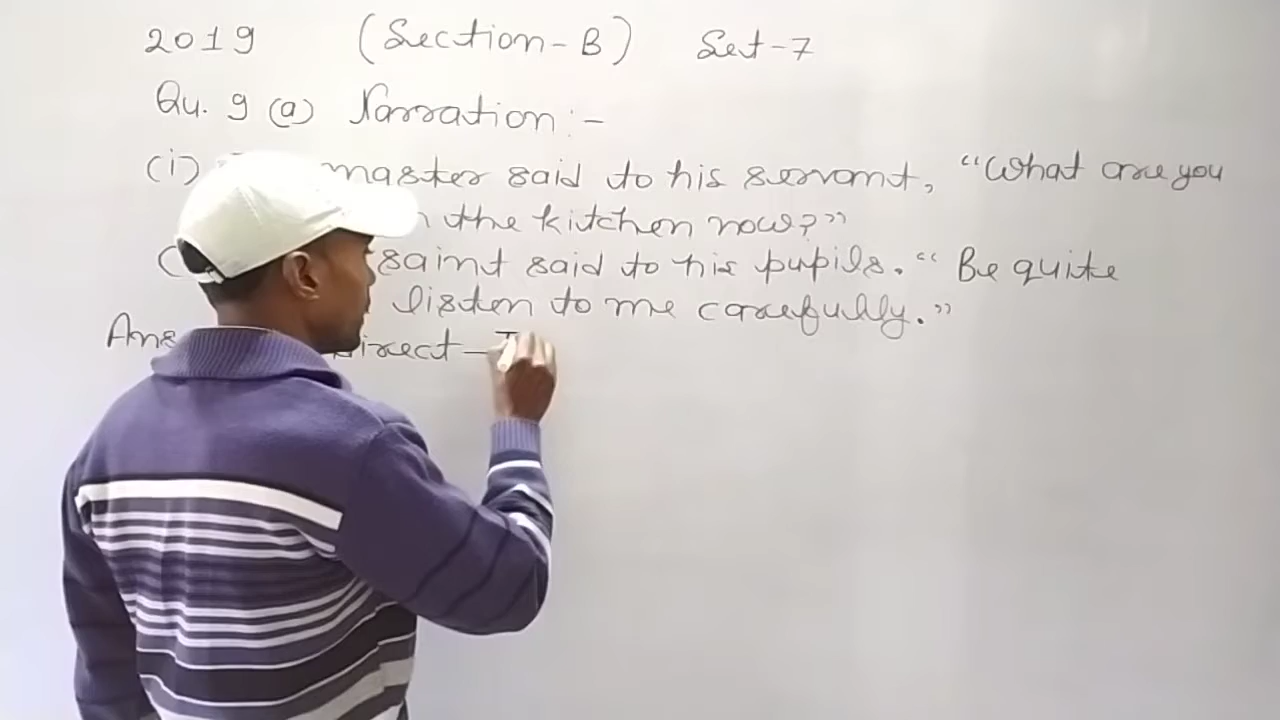 2019 (Section-B) Set-7
Qu. 9 (a) Narration:-
(i) master said to his servant, "What are you
the kitchen now?"
saint said to his pupils. "Be quite
listen to me carefully."
Ans